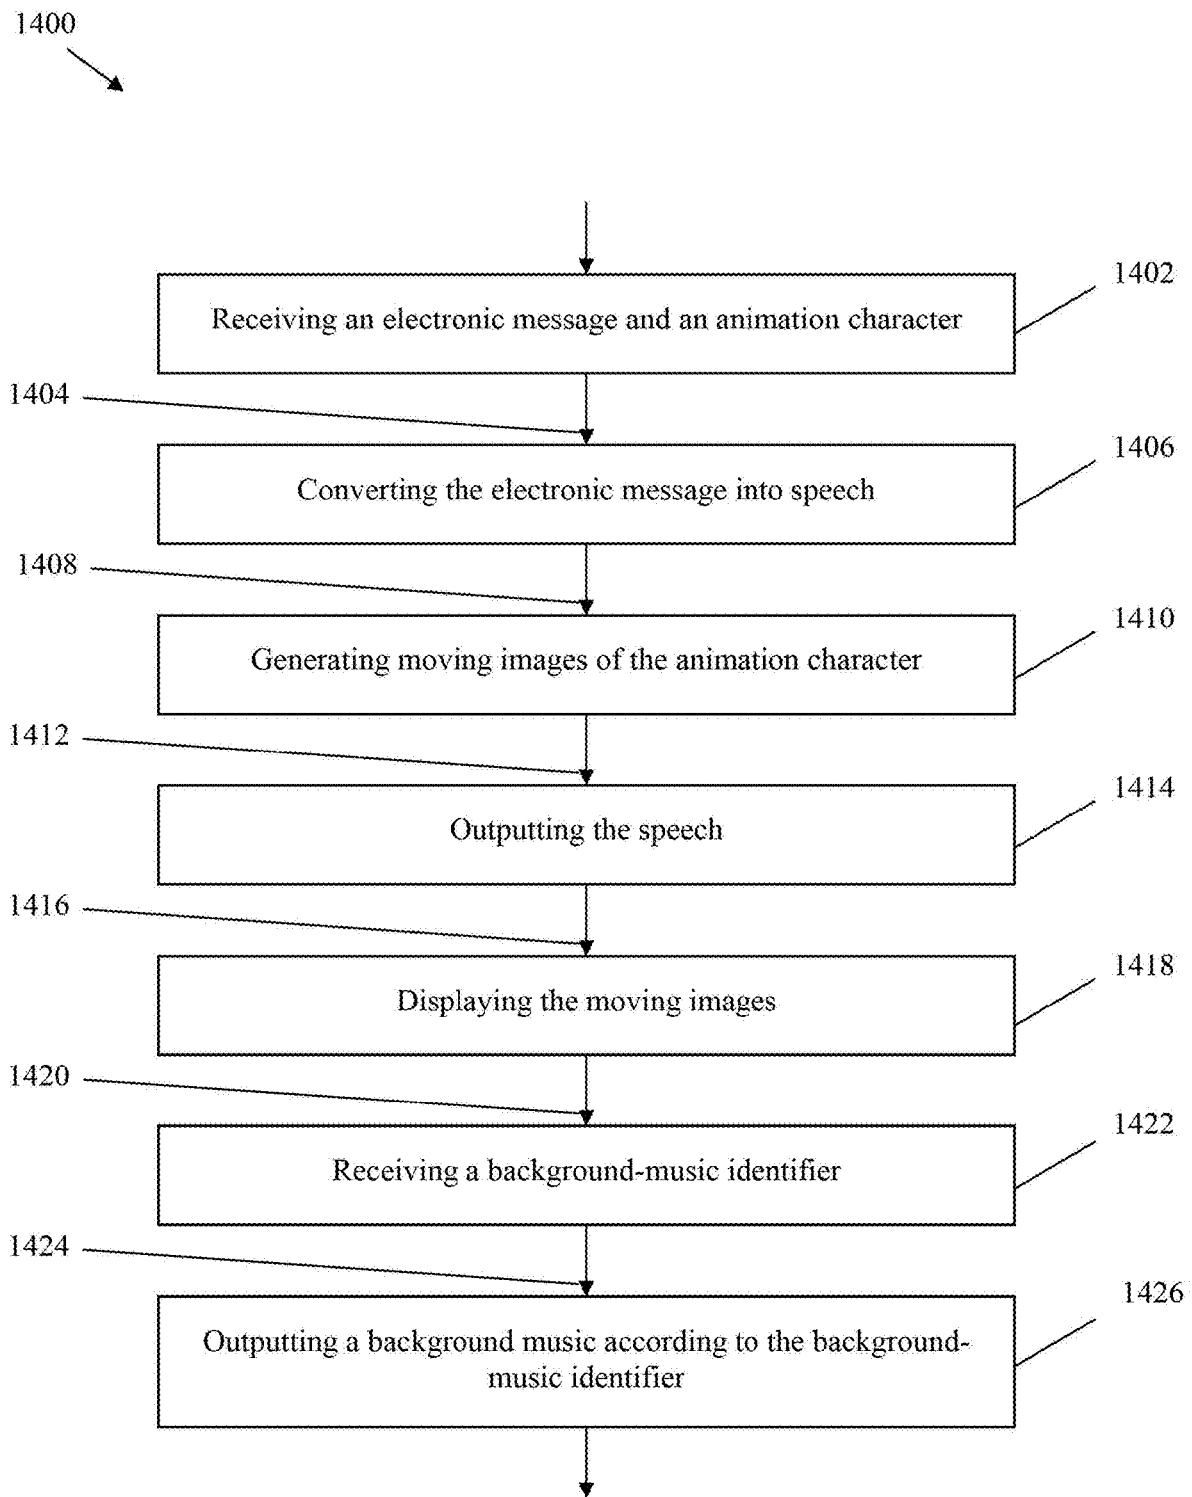 1400
1402
Receiving an electronic message and an animation character
1404
1406
Converting the electronic message into speech
1408
1410
Generating moving images of the animation character
1412
1414
Outputting the speech
1416
1418
Displaying the moving images
1420
1422
Receiving a background-music identifier
1424
1426
Outputting a background music according to the background-
music identifier